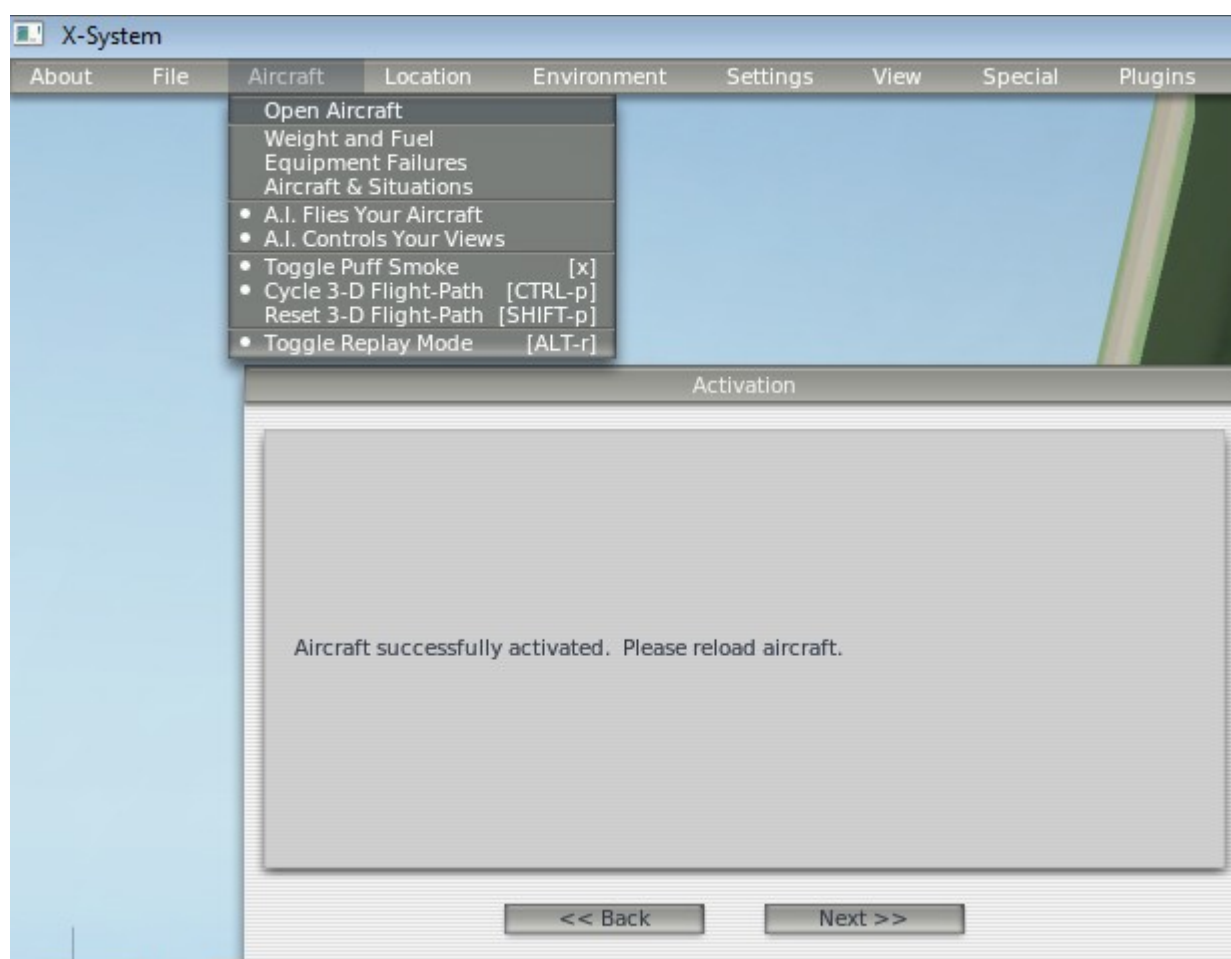 X-System
About File Aircraft Location Environment Settings View Special Plugins
Open Aircraft
Weight and Fuel
Equipment Failures
Aircraft & Situations
A.I. Flies Your Aircraft
A.I. Controls Your Views
Toggle Puff Smoke [x]
Cycle 3-D Flight-Path [CTRL-p]
Reset 3-D Flight-Path [SHIFT-p]
Toggle Replay Mode [ALT-r]
Activation
Aircraft successfully activated.  Please reload aircraft.
<< Back Next >>